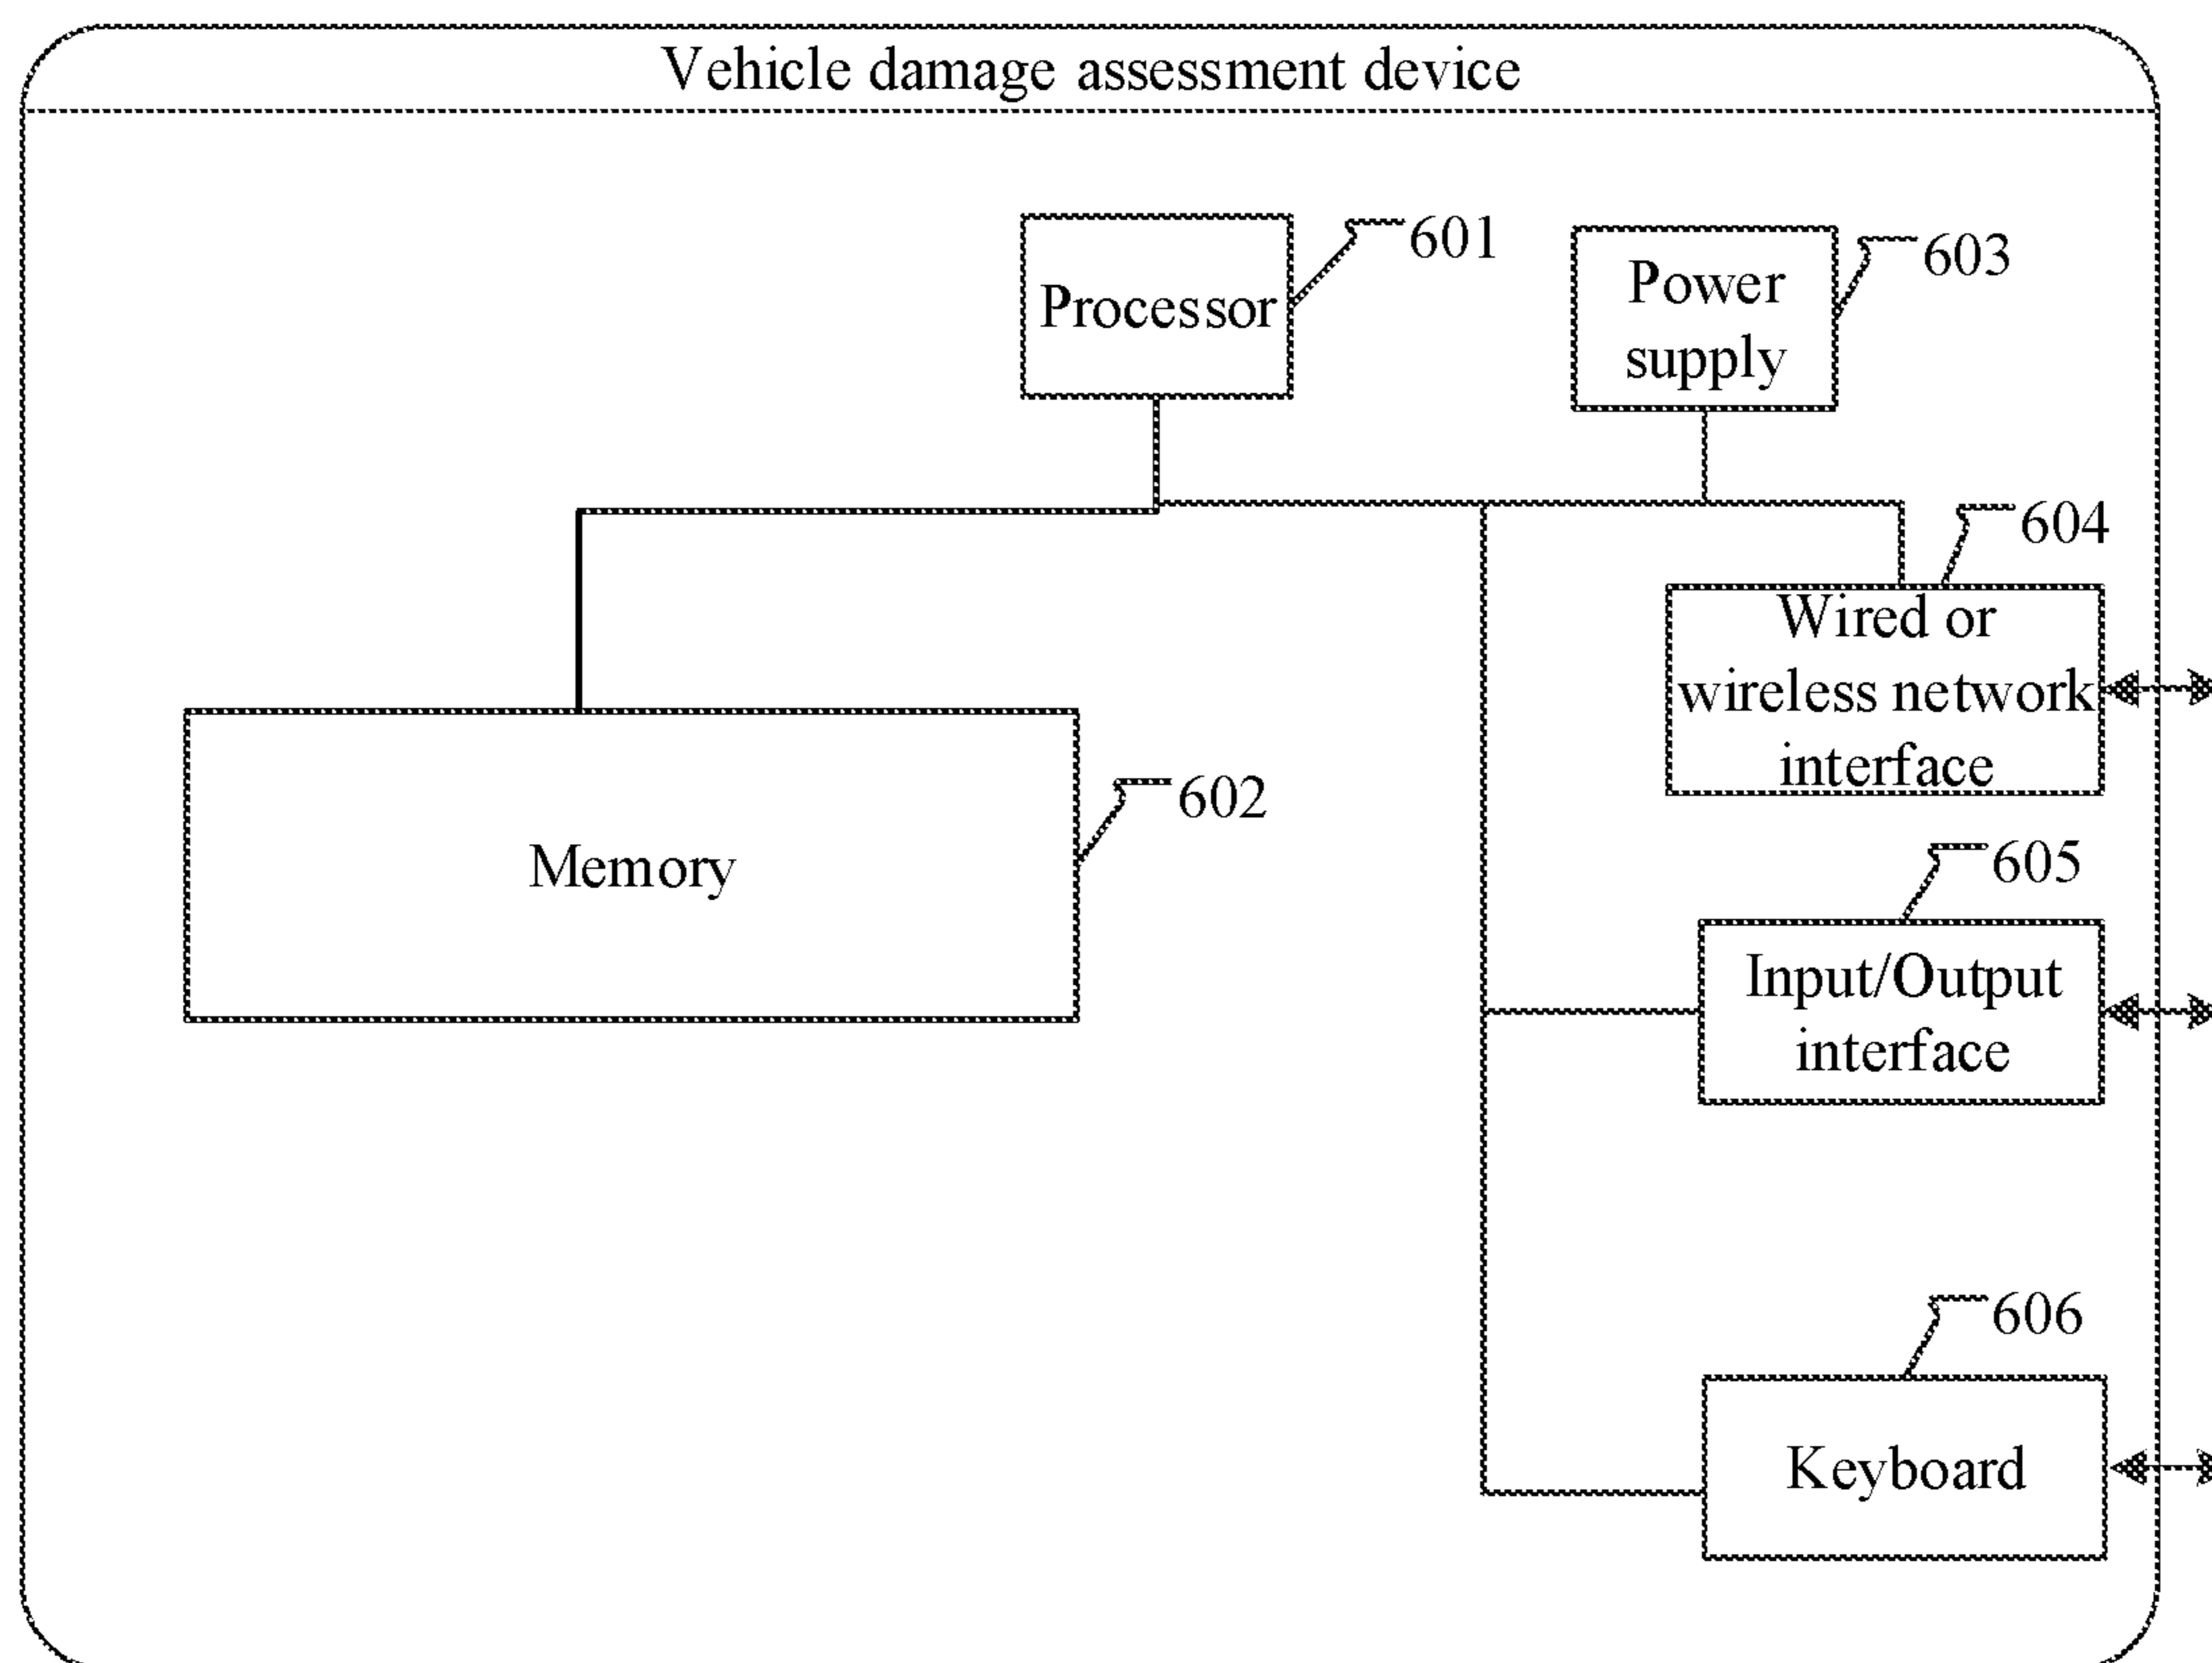 Vehicle damage assessment device
Processor
601
Power
supply
603
604
Wired or
wireless network
interface
Memory
602
605
Input/Output
interface
606
Keyboard